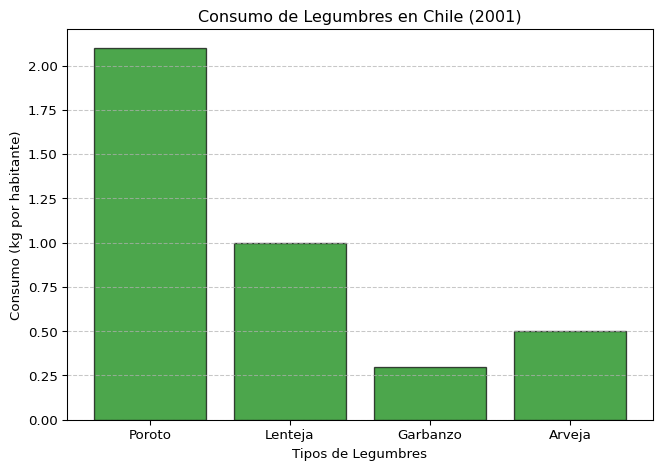 Consumo de Legumbres en Chile (2001)
Consumo (kg por habitante)
2.00
1.75
1.50
1.25
1.00
0.75
0.50
0.25
0.00
Poroto Lenteja Garbanzo Arveja
Tipos de Legumbres